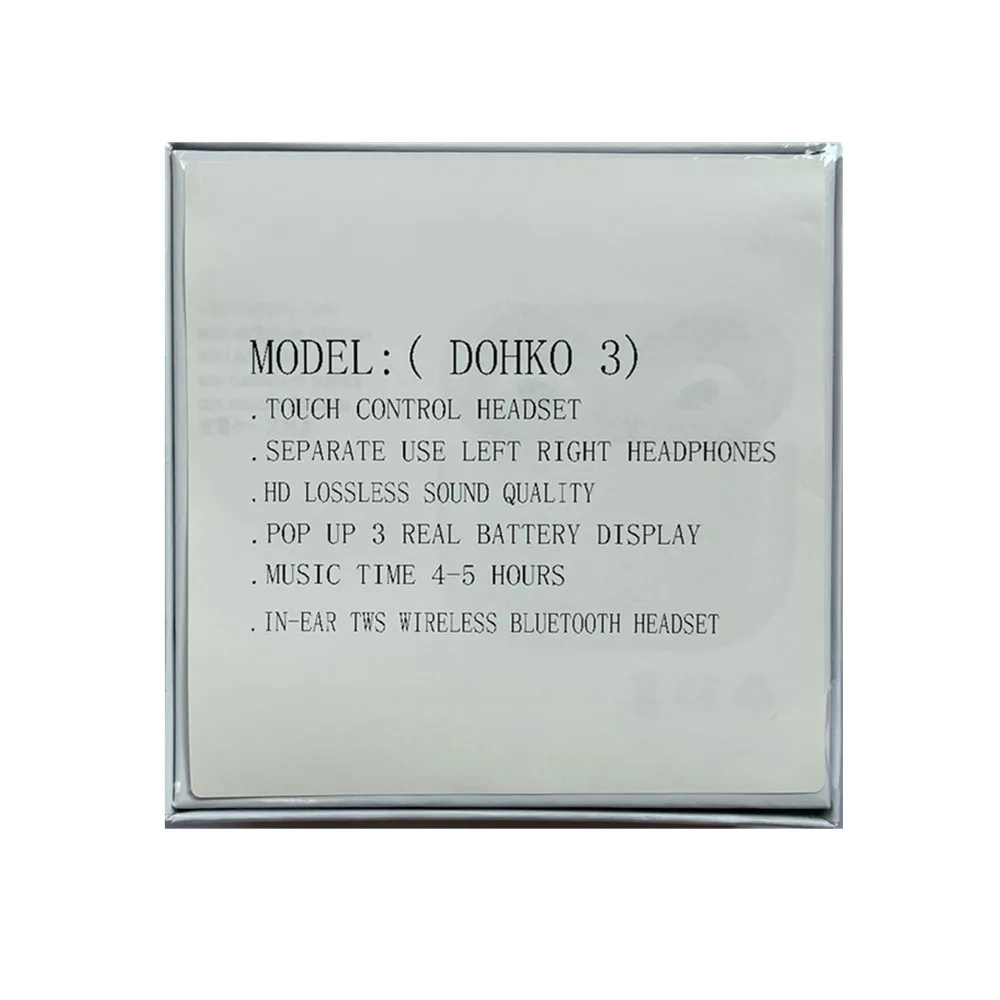 MODEL:( DOHKO 3)
.TOUCH CONTROL HEADSET
.SEPARATE USE LEFT RIGHT HEADPHONES
.HD LOSSLESS SOUND QUALITY
.POP UP 3 REAL BATTERY DISPLAY
.MUSIC TIME 4-5 HOURS
.IN-EAR TWS WIRELESS BLUETOOTH HEADSET